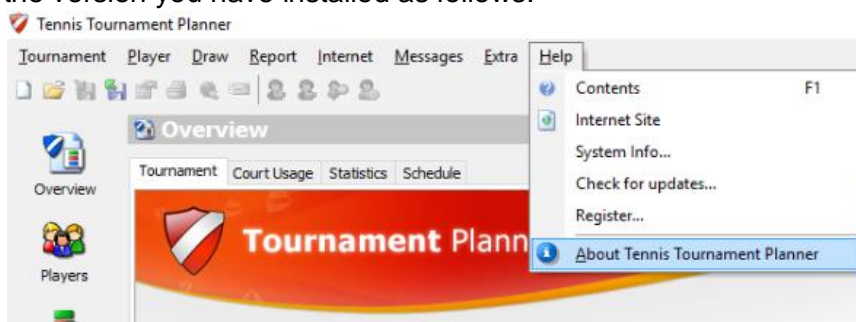 the version you have installed as follows:
Tennis Tournament Planner
Tournament Player Draw Report Internet Messages Extra Help
Contents F1
Internet Site
System Info...
Check for updates...
Register...
About Tennis Tournament Planner
Overview
Tournament Court Usage Statistics Schedule
Overview
Tournament Plann
Players